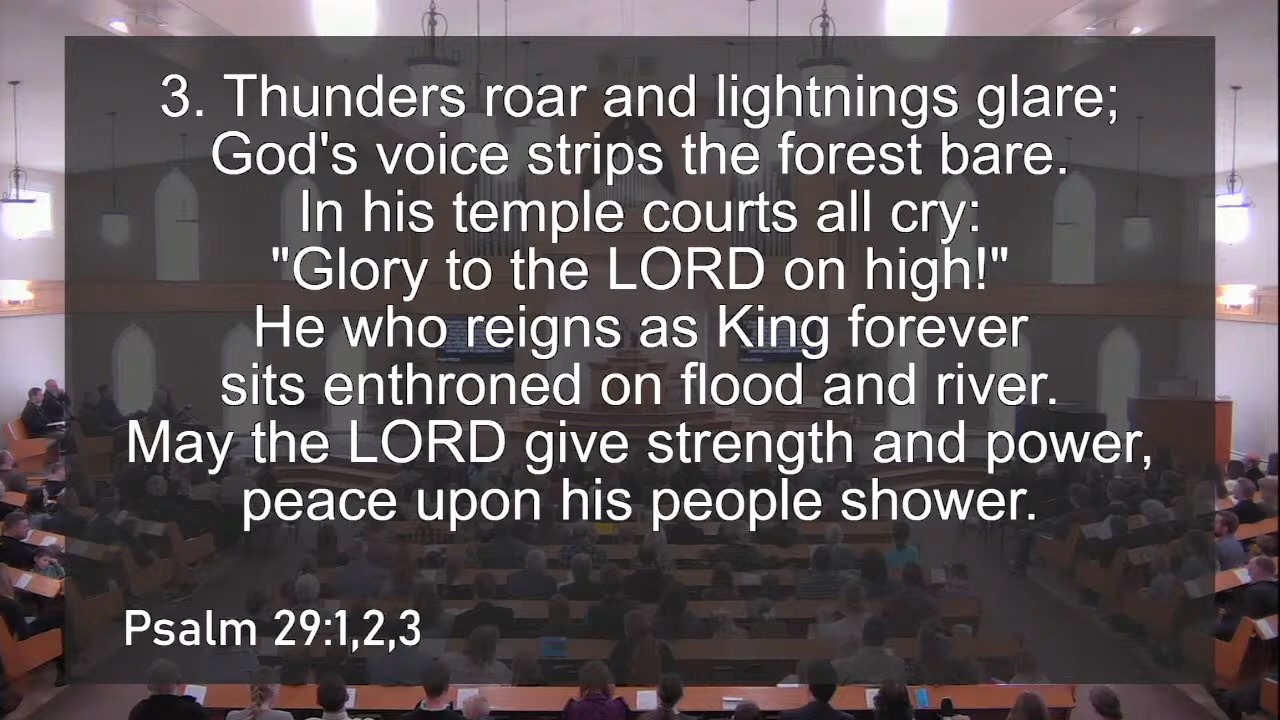 3. Thunders roar and lightnings glare;
God's voice strips the forest bare.
In his temple courts all cry:
"Glory to the LORD on high!"
He who reigns as King forever
sits enthroned on flood and river.
May the LORD give strength and power,
peace upon his people shower.
Psalm 29:1,2,3